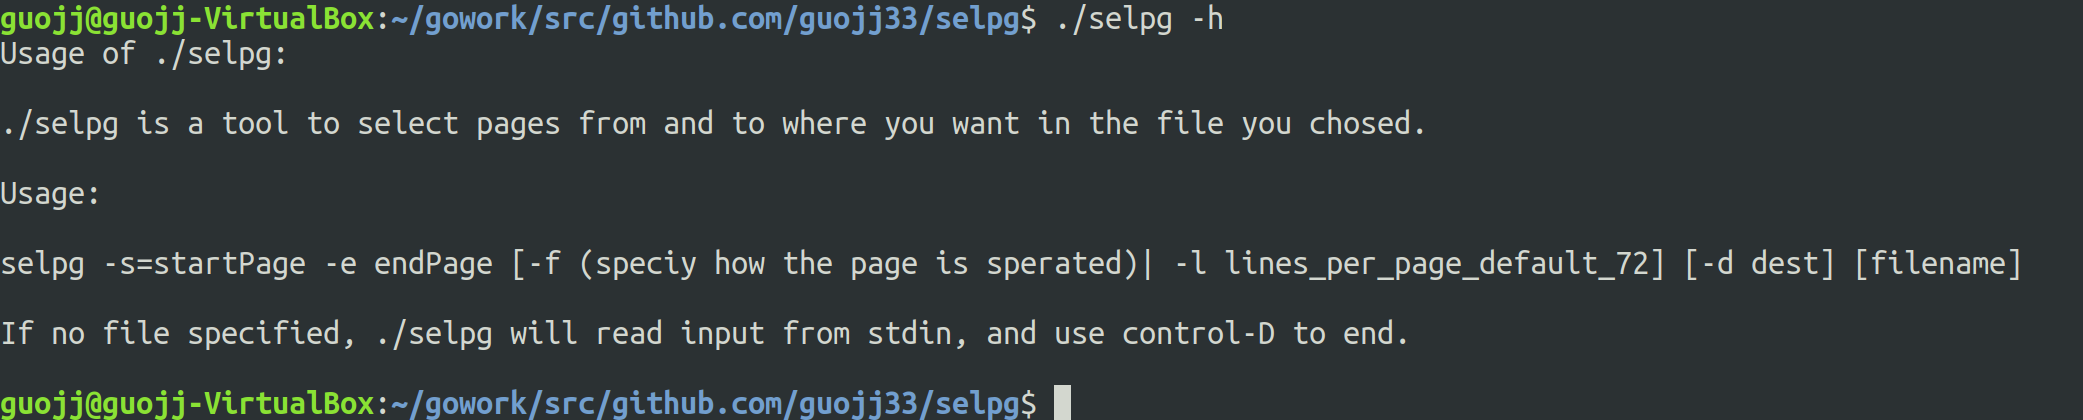 guojj@guojj-VirtualBox:~/gowork/src/github.com/guojj33/selpg$ ./selpg -h
Usage of ./selpg:
./selpg is a tool to select pages from and to where you want in the file you chosed.
Usage:
selpg -s=startPage -e endPage [-f (speciy how the page is sperated)| -l lines_per_page_default_72] [-d dest] [filename]
If no file specified, ./selpg will read input from stdin, and use control-D to end.
guojj@guojj-VirtualBox:~/gowork/src/github.com/guojj33/selpg$